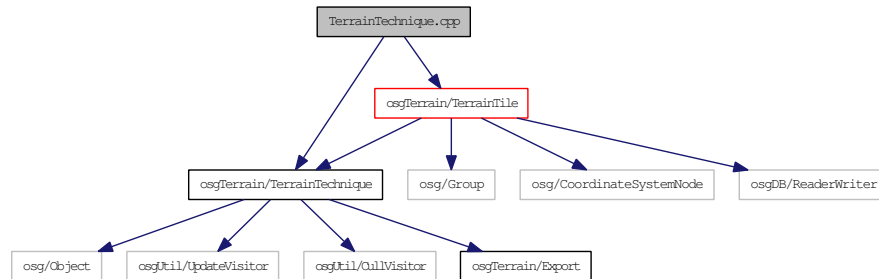 TerrainTechnique.cpp
osgTerrain/TerrainTile
osgTerrain/TerrainTechnique
osg/Group
osg/CoordinateSystemNode
osgDB/ReaderWriter
osg/Object
osgUtil/UpdateVisitor
osgUtil/CullVisitor
osgTerrain/Export